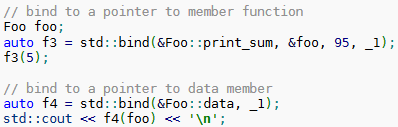 // bind to a pointer to member function
Foo foo;
auto f3 = std::bind(&Foo::print_sum, &foo, 95, _1);
f3(5);
// bind to a pointer to data member
auto f4 = std::bind(&Foo::data, _1);
std::cout << f4(foo) << '\n';